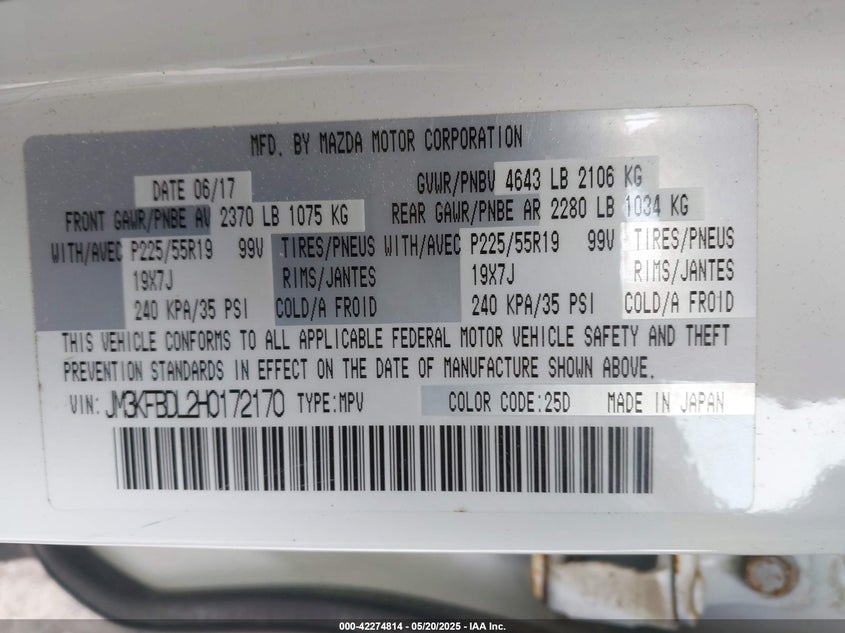 MFD. BY MAZDA MOTOR CORPORATION
DATE 06/17 GVWR/PNBV 4643 LB 2106 KG
FRONT GAWR/PNBE AV 2370 LB 1075 KG REAR GAWR/PNBE AR 2280 LB 1034 KG
WITH/AVEC P225/55R19 99V TIRES/PNEUS WITH/AVEC P225/55R19 99V TIRES/PNEUS
19X7J RIMS/JANTES 19X7J RIMS/JANTES
240 KPA/35 PSI COLD/A FROID 240 KPA/35 PSI COLD/A FROID
THIS VEHICLE CONFORMS TO ALL APPLICABLE FEDERAL MOTOR VEHICLE SAFETY AND THEFT
PREVENTION STANDARDS IN EFFECT ON THE DATE OF MANUFACTURE SHOWN ABOVE.
VIN: JM3KFBDL2H0172170 TYPE:MPV COLOR CODE:25D MADE IN JAPAN
000-42274814 - 05/20/2025 - IAA Inc.